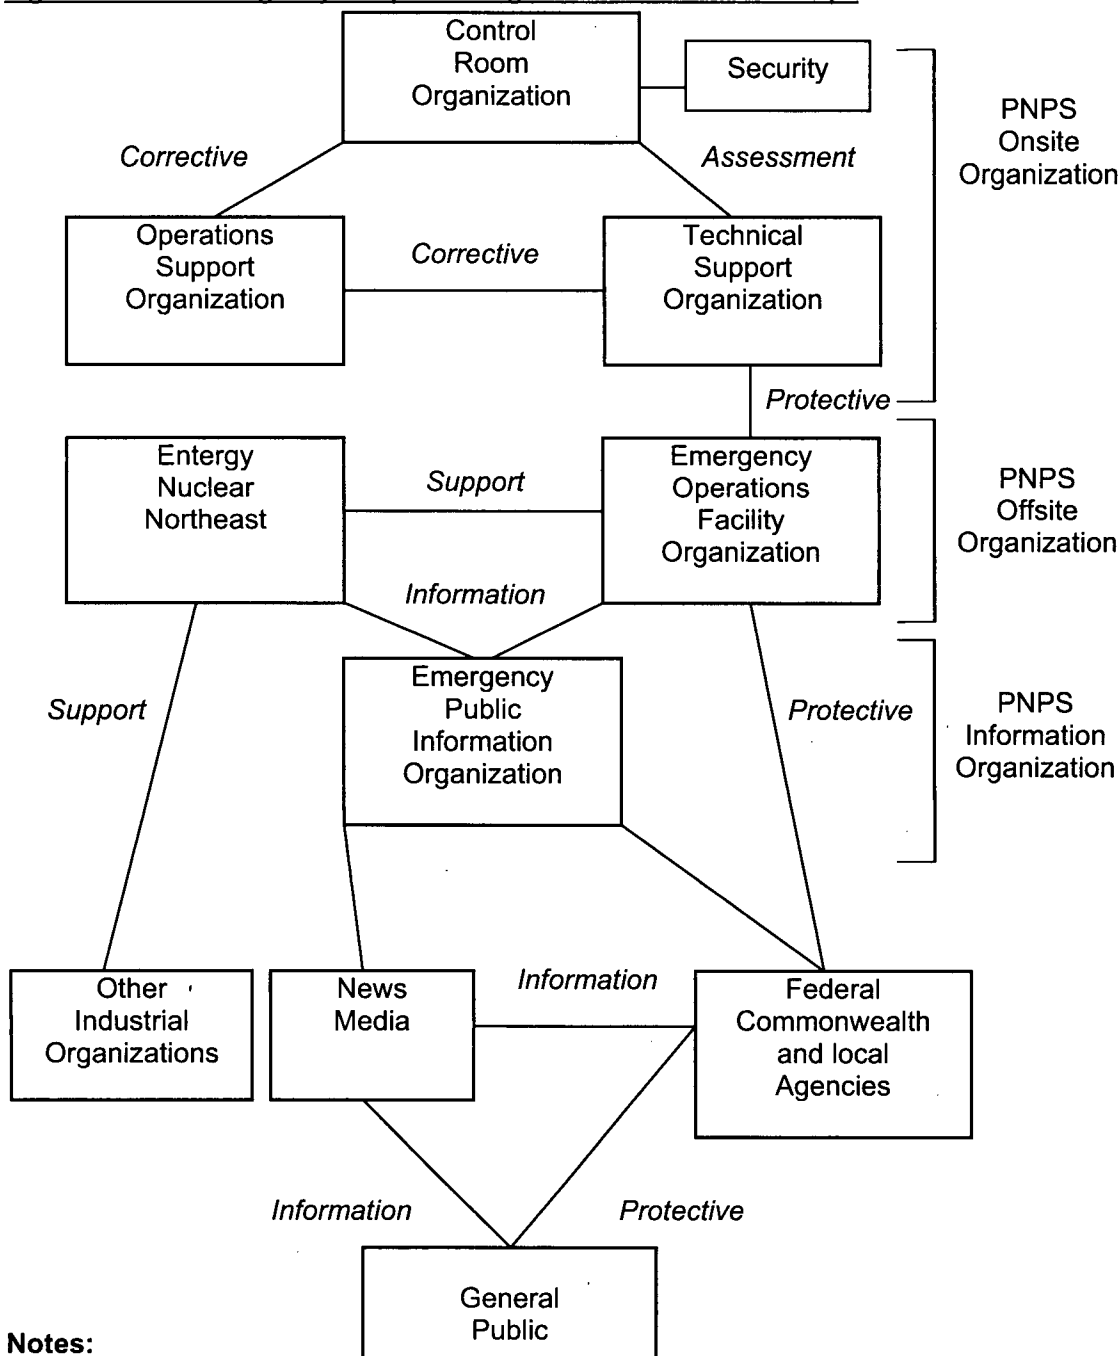 Control
Room
Organization
Security
PNPS
Onsite
Organization
Corrective
Assessment
Operations
Support
Organization
Corrective
Technical
Support
Organization
Protective
Entergy
Nuclear
Northeast
Support
Emergency
Operations
Facility
Organization
PNPS
Offsite
Organization
Information
Support
Emergency
Public
Information
Organization
Protective
PNPS
Information
Organization
Other
Industrial
Organizations
News
Media
Information
Federal
Commonwealth
and local
Agencies
Information
Protective
General
Public
Notes: